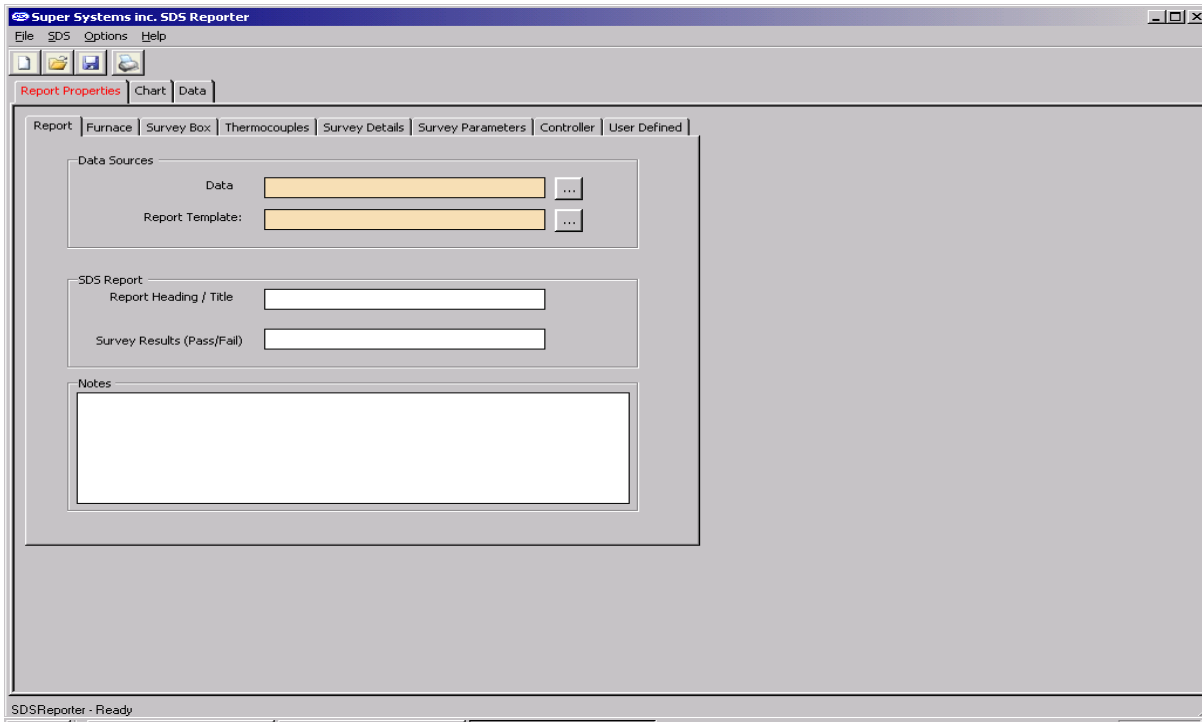 Super Systems inc. SDS Reporter
File SDS Options Help
Report Properties Chart Data
Report Furnace Survey Box Thermocouples Survey Details Survey Parameters Controller User Defined
Data Sources
Data ...
Report Template: ...
SDS Report
Report Heading / Title
Survey Results (Pass/Fail)
Notes
SDSReporter - Ready